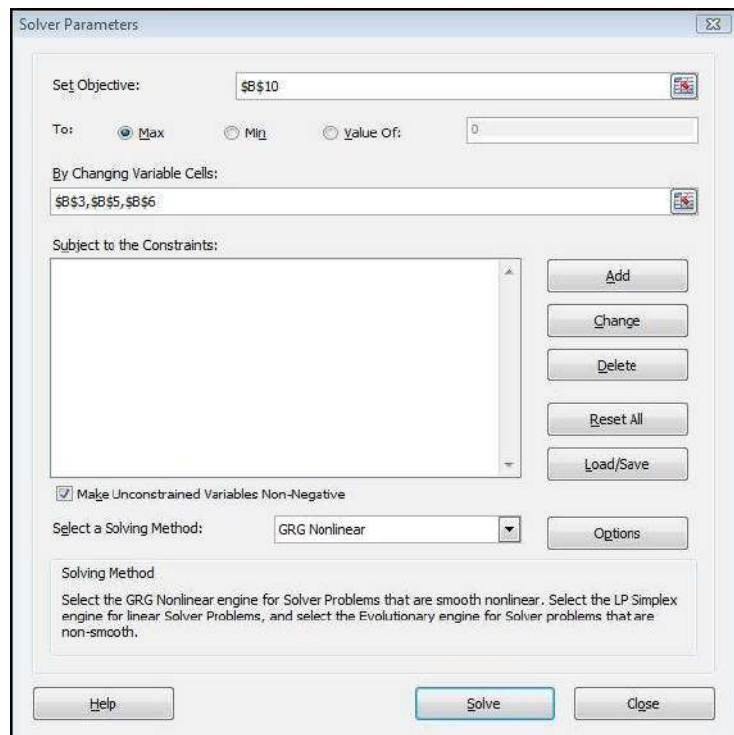 Solver Parameters
Set Objective:
$B$10
To:
Max
Min
Value Of:
0
By Changing Variable Cells:
$B$3,$B$5,$B$6
Subject to the Constraints:
Add
Change
Delete
Reset All
Load/Save
Make Unconstrained Variables Non-Negative
Select a Solving Method:
GRG Nonlinear
Options
Solving Method
Select the GRG Nonlinear engine for Solver Problems that are smooth nonlinear. Select the LP Simplex
engine for linear Solver Problems, and select the Evolutionary engine for Solver problems that are
non-smooth.
Help
Solve
Close